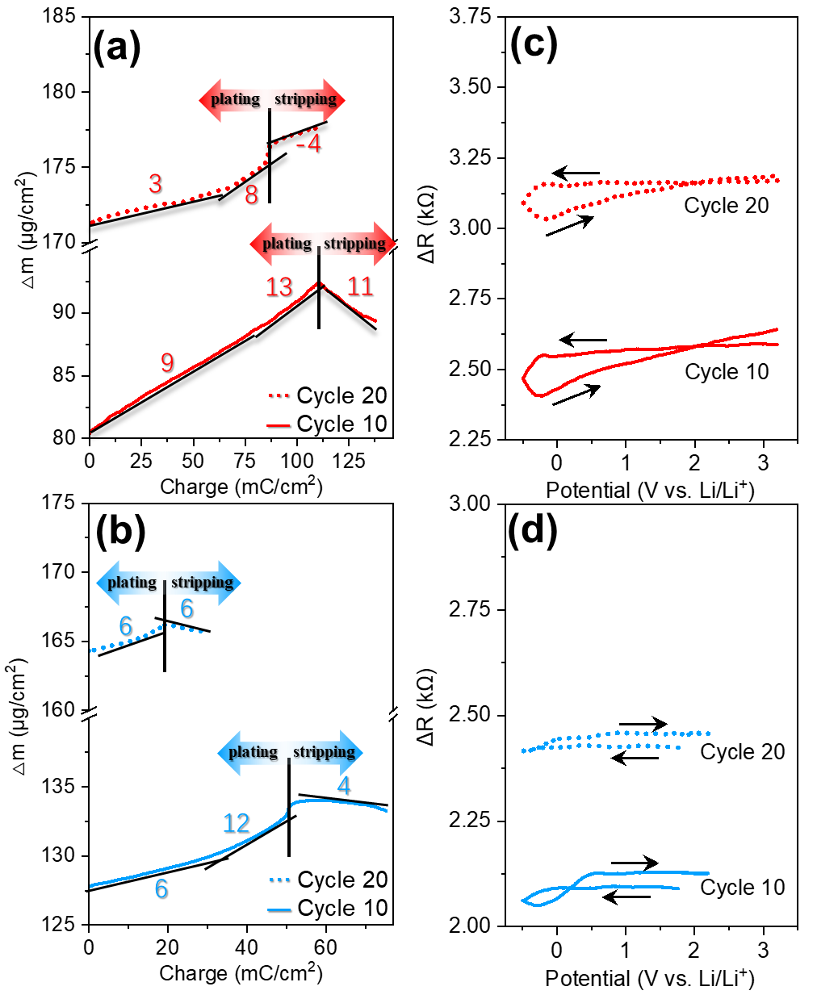 (a)
185
180
175
170
90
85
80
△m (μg/cm²)
plating stripping
3
8
-4
plating stripping
9
13
11
Cycle 20
Cycle 10
0 25 50 75 100 125
Charge (mC/cm²)
(c)
3.75
3.50
3.25
3.00
2.75
2.50
2.25
ΔR (kΩ)
Cycle 20
Cycle 10
0 1 2 3
Potential (V vs. Li/Li⁺)
(b)
175
170
165
160
135
130
125
△m (μg/cm²)
plating stripping
6
6
plating stripping
6
12
4
Cycle 20
Cycle 10
0 20 40 60
Charge (mC/cm²)
(d)
3.00
2.75
2.50
2.25
2.00
ΔR (kΩ)
Cycle 20
Cycle 10
0 1 2 3
Potential (V vs. Li/Li⁺)